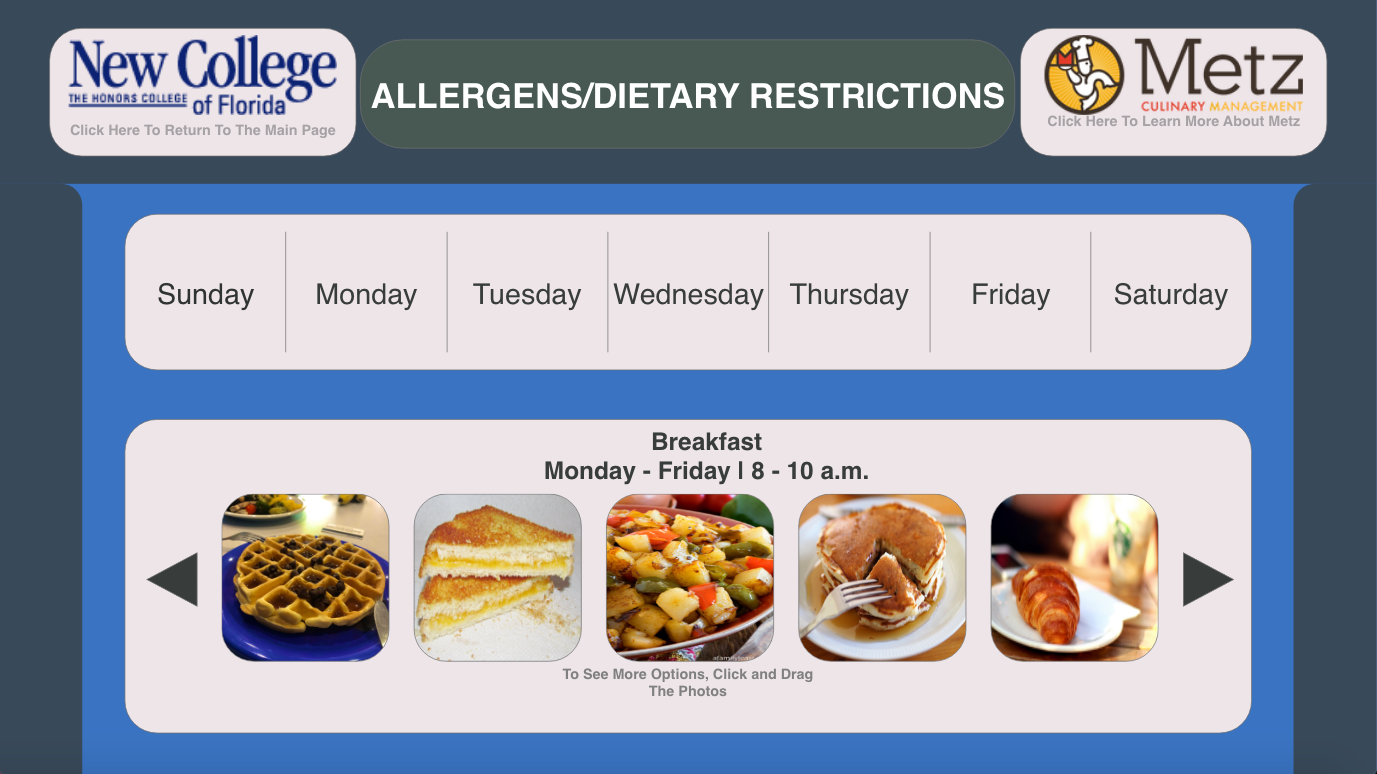 New College
THE HONORS COLLEGE of Florida
Click Here To Return To The Main Page
ALLERGENS/DIETARY RESTRICTIONS
Metz
CULINARY MANAGEMENT
Click Here To Learn More About Metz
Sunday Monday Tuesday Wednesday Thursday Friday Saturday
Breakfast
Monday - Friday | 8 - 10 a.m.
To See More Options, Click and Drag
The Photos